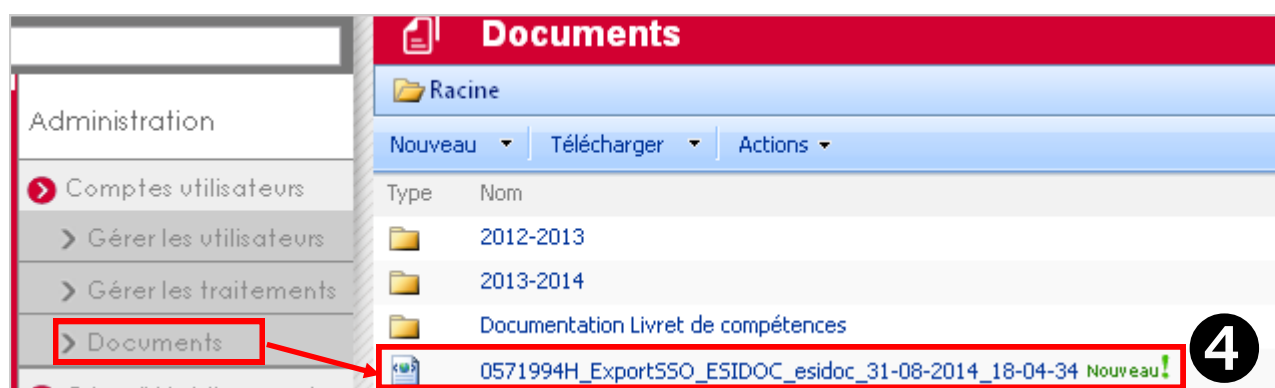 Documents
Racine
Administration
Nouveau Télécharger Actions
Comptes utilisateurs
Type Nom
Gérer les utilisateurs
2012-2013
Gérer les traitements
2013-2014
Documents
Documentation Livret de compétences
0571994H_ExportSSO_ESIDOC_esidoc_31-08-2014_18-04-34 Nouveau!
4